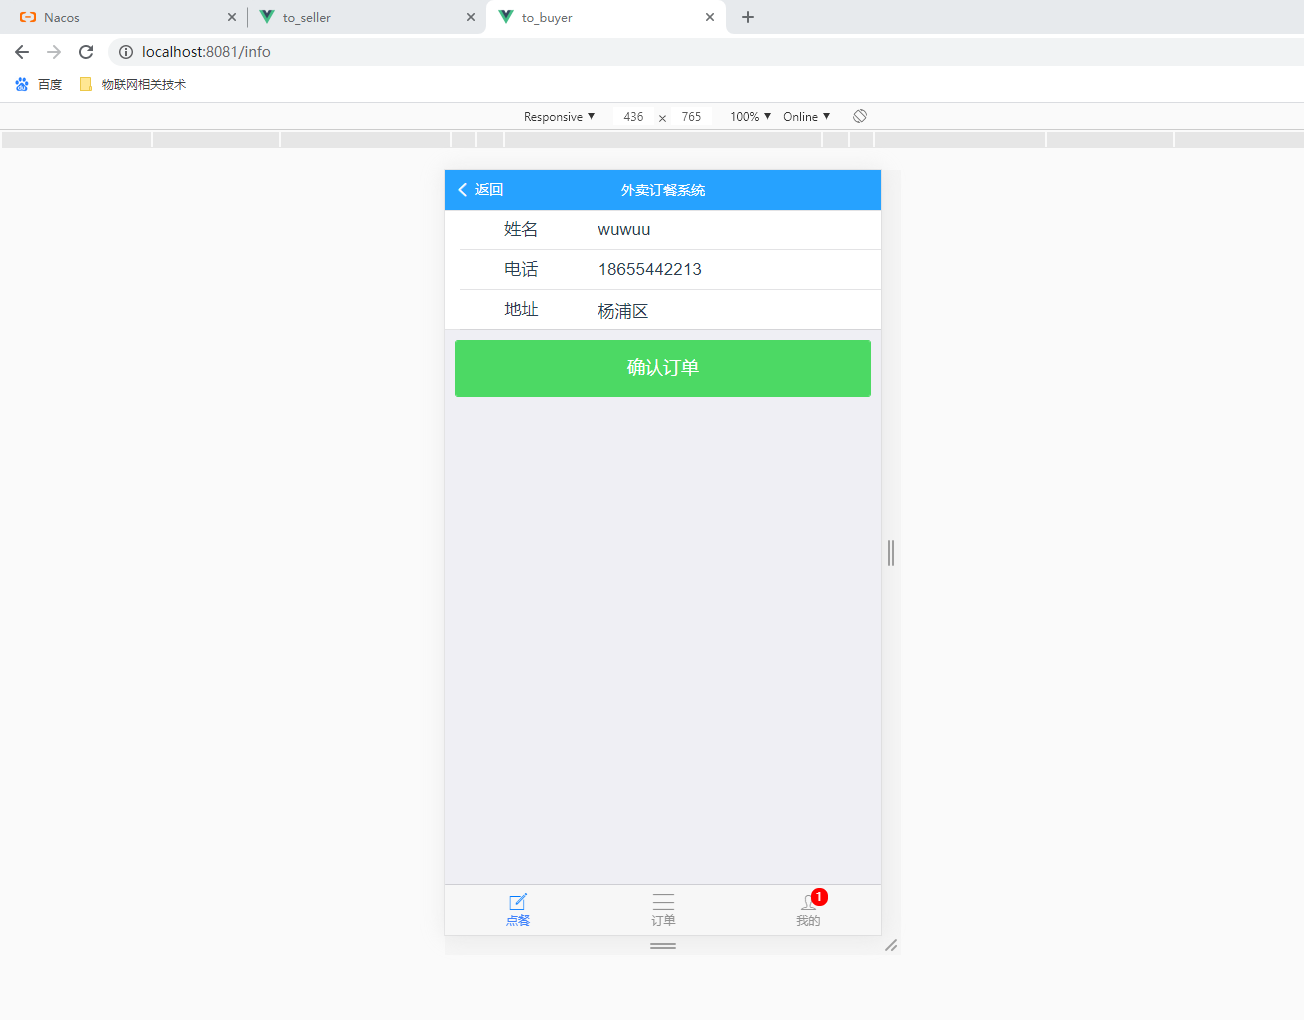 Nacos
to_seller
to_buyer
localhost:8081/info
百度
物联网相关技术
Responsive ▼ 436 × 765 100% ▼ Online ▼
返回
外卖订餐系统
姓名 wuwuu
电话 18655442213
地址 杨浦区
确认订单
1
点餐 订单 我的